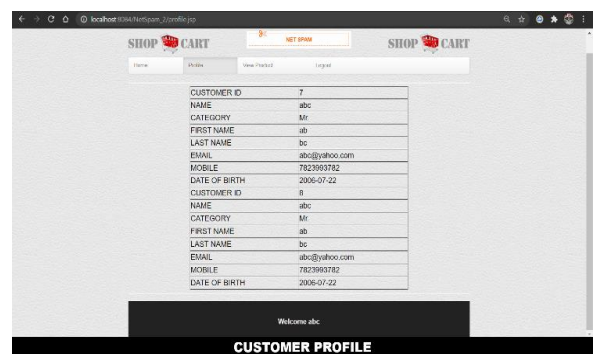 localhost:8084/NetSpam_2/profile.jsp
SHOP CART
NET SPAM
SHOP CART
Home Profile View Product Logout
CUSTOMER ID 7
NAME abc
CATEGORY Mr.
FIRST NAME ab
LAST NAME bc
EMAIL abc@yahoo.com
MOBILE 7823993782
DATE OF BIRTH 2006-07-22
CUSTOMER ID 8
NAME abc
CATEGORY Mr.
FIRST NAME ab
LAST NAME bc
EMAIL abc@yahoo.com
MOBILE 7823993782
DATE OF BIRTH 2006-07-22
Welcome abc
CUSTOMER PROFILE